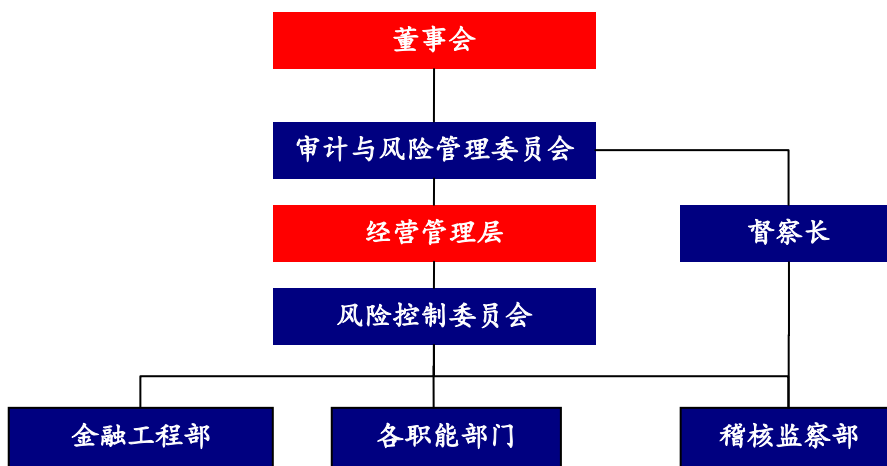 董事会
审计与风险管理委员会
经营管理层
督察长
风险控制委员会
金融工程部
各职能部门
稽核监察部